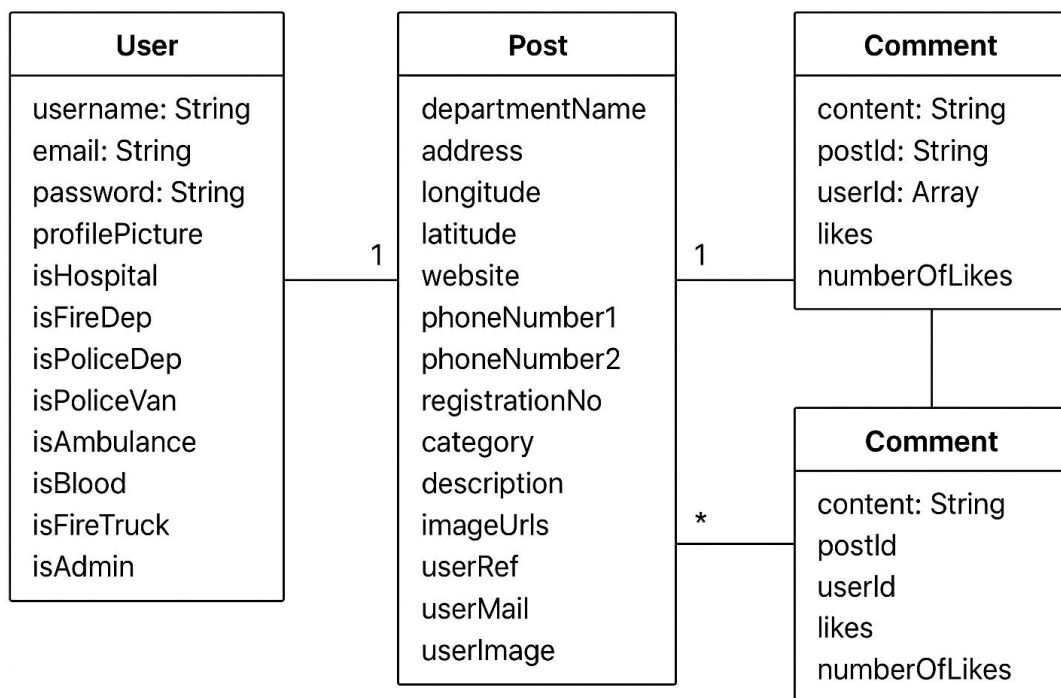 User
username: String
email: String
password: String
profilePicture
isHospital
isFireDep
isPoliceDep
isPoliceVan
isAmbulance
isBlood
isFireTruck
isAdmin
1
Post
departmentName
address
longitude
latitude
website
phoneNumber1
phoneNumber2
registrationNo
category
description
imageUrls
userRef
userMail
userImage
1
*
Comment
content: String
postId: String
userId: Array
likes
numberOfLikes
Comment
content: String
postId
userId
likes
numberOfLikes